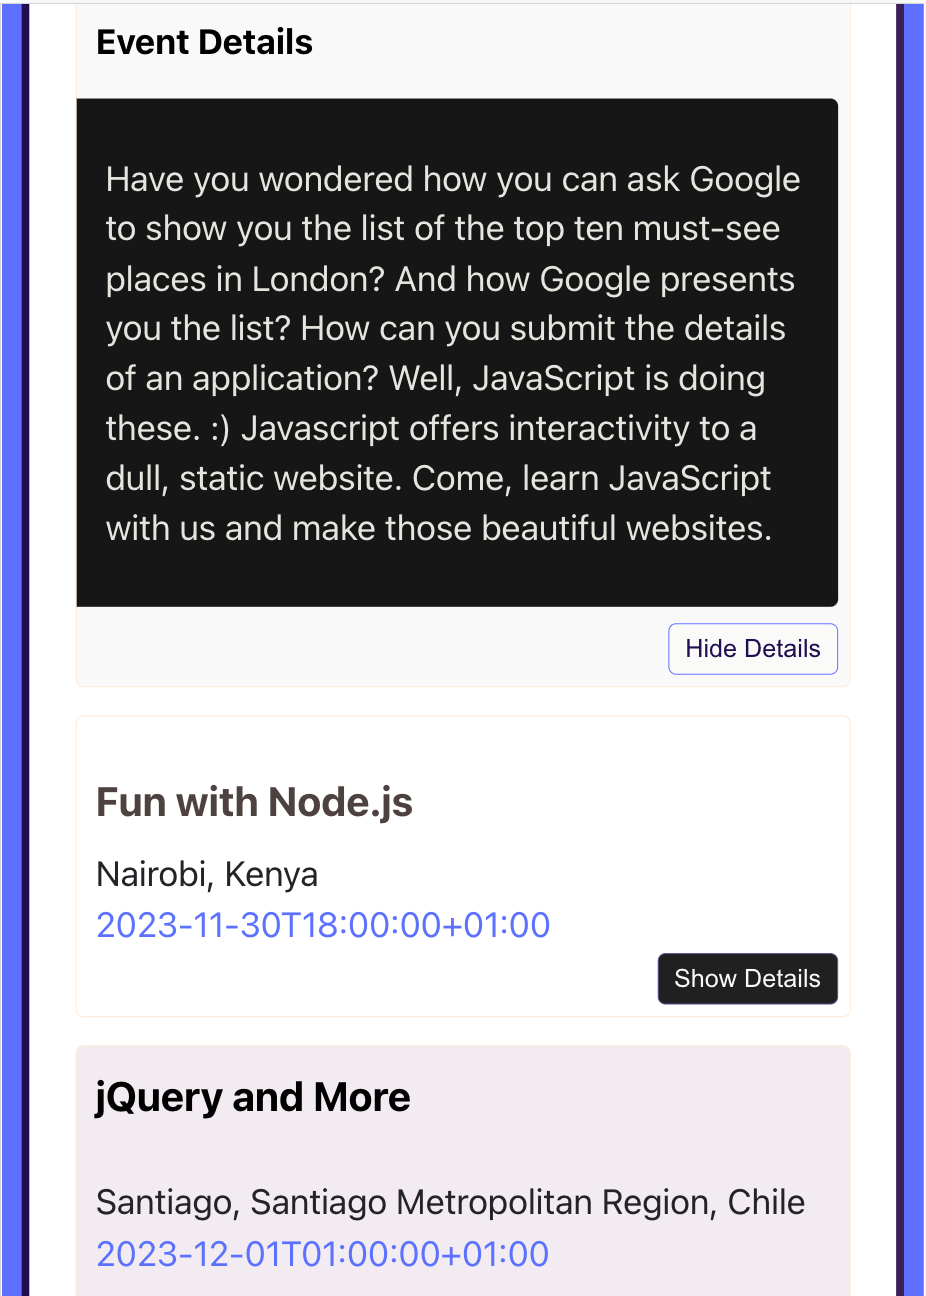 Event Details
Have you wondered how you can ask Google
to show you the list of the top ten must-see
places in London? And how Google presents
you the list? How can you submit the details
of an application? Well, JavaScript is doing
these. :) Javascript offers interactivity to a
dull, static website. Come, learn JavaScript
with us and make those beautiful websites.
Hide Details
Fun with Node.js
Nairobi, Kenya
2023-11-30T18:00:00+01:00
Show Details
jQuery and More
Santiago, Santiago Metropolitan Region, Chile
2023-12-01T01:00:00+01:00